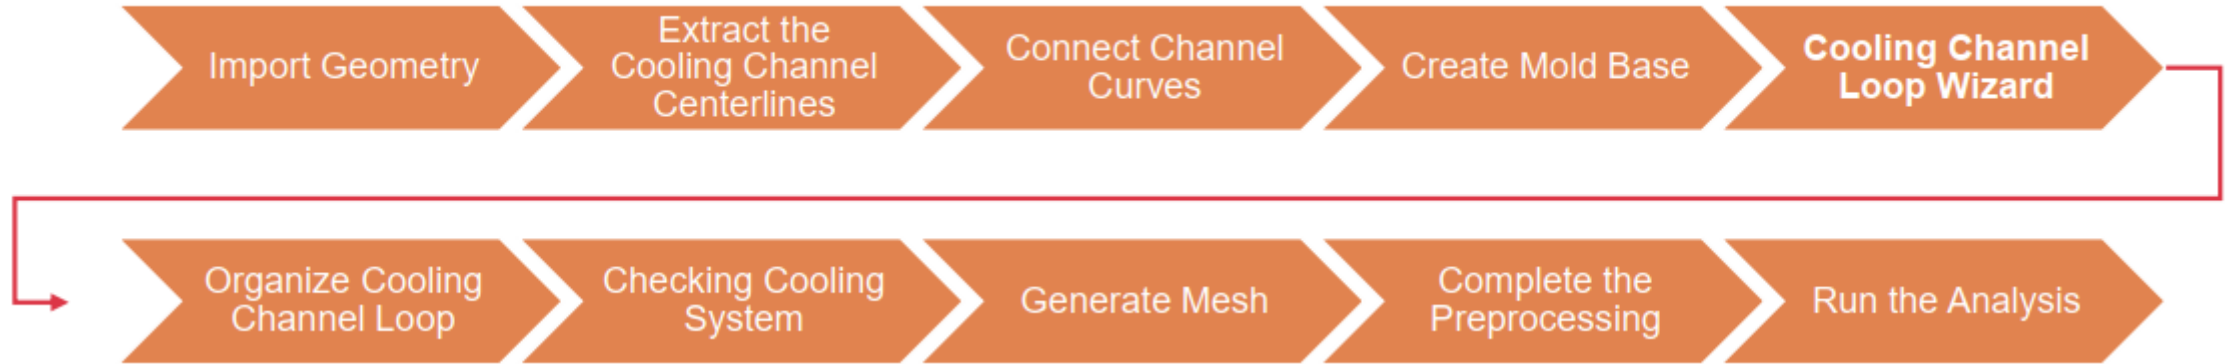 Import Geometry
Extract the
Cooling Channel
Centerlines
Connect Channel
Curves
Create Mold Base
Cooling Channel
Loop Wizard
Organize Cooling
Channel Loop
Checking Cooling
System
Generate Mesh
Complete the
Preprocessing
Run the Analysis